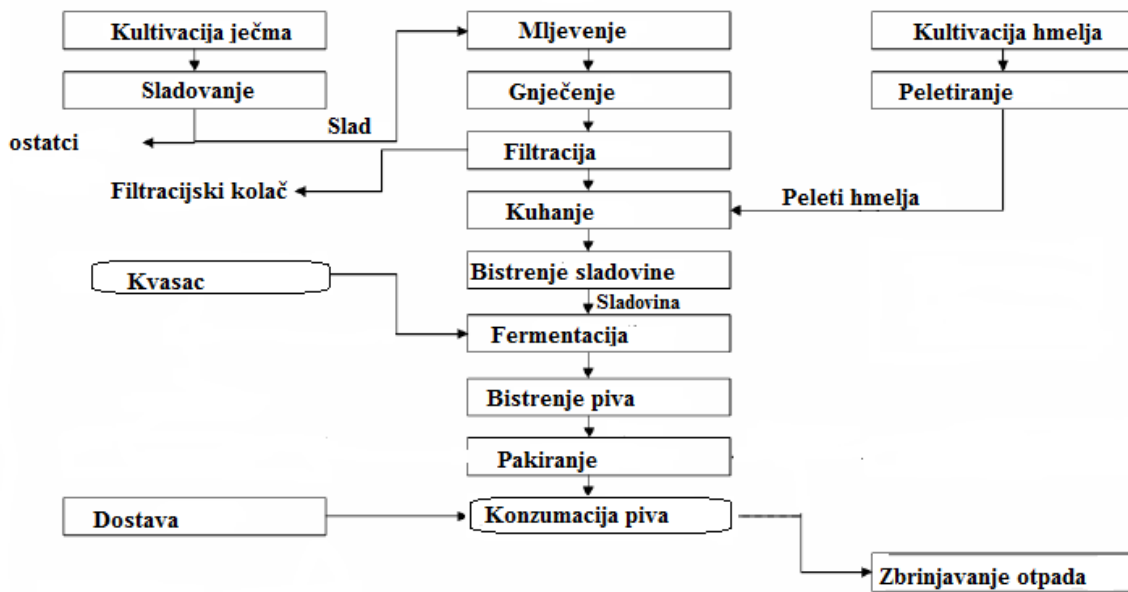 Kultivacija ječma
Mljevenje
Kultivacija hmelja
Sladovanje
Gnječenje
Peletiranje
Slad
ostatci
Filtracija
Filtracijski kolač
Peleti hmelja
Kuhanje
Bistrenje sladovine
Kvasac
Sladovina
Fermentacija
Bistrenje piva
Pakiranje
Dostava
Konzumacija piva
Zbrinjavanje otpada